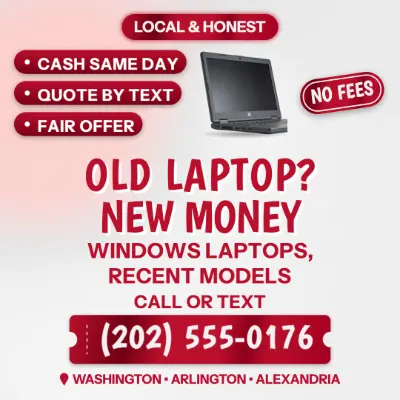 LOCAL & HONEST
• CASH SAME DAY
• QUOTE BY TEXT
• FAIR OFFER
NO FEES
OLD LAPTOP?
NEW MONEY
WINDOWS LAPTOPS,
RECENT MODELS
CALL OR TEXT
(202) 555-0176
WASHINGTON • ARLINGTON • ALEXANDRIA